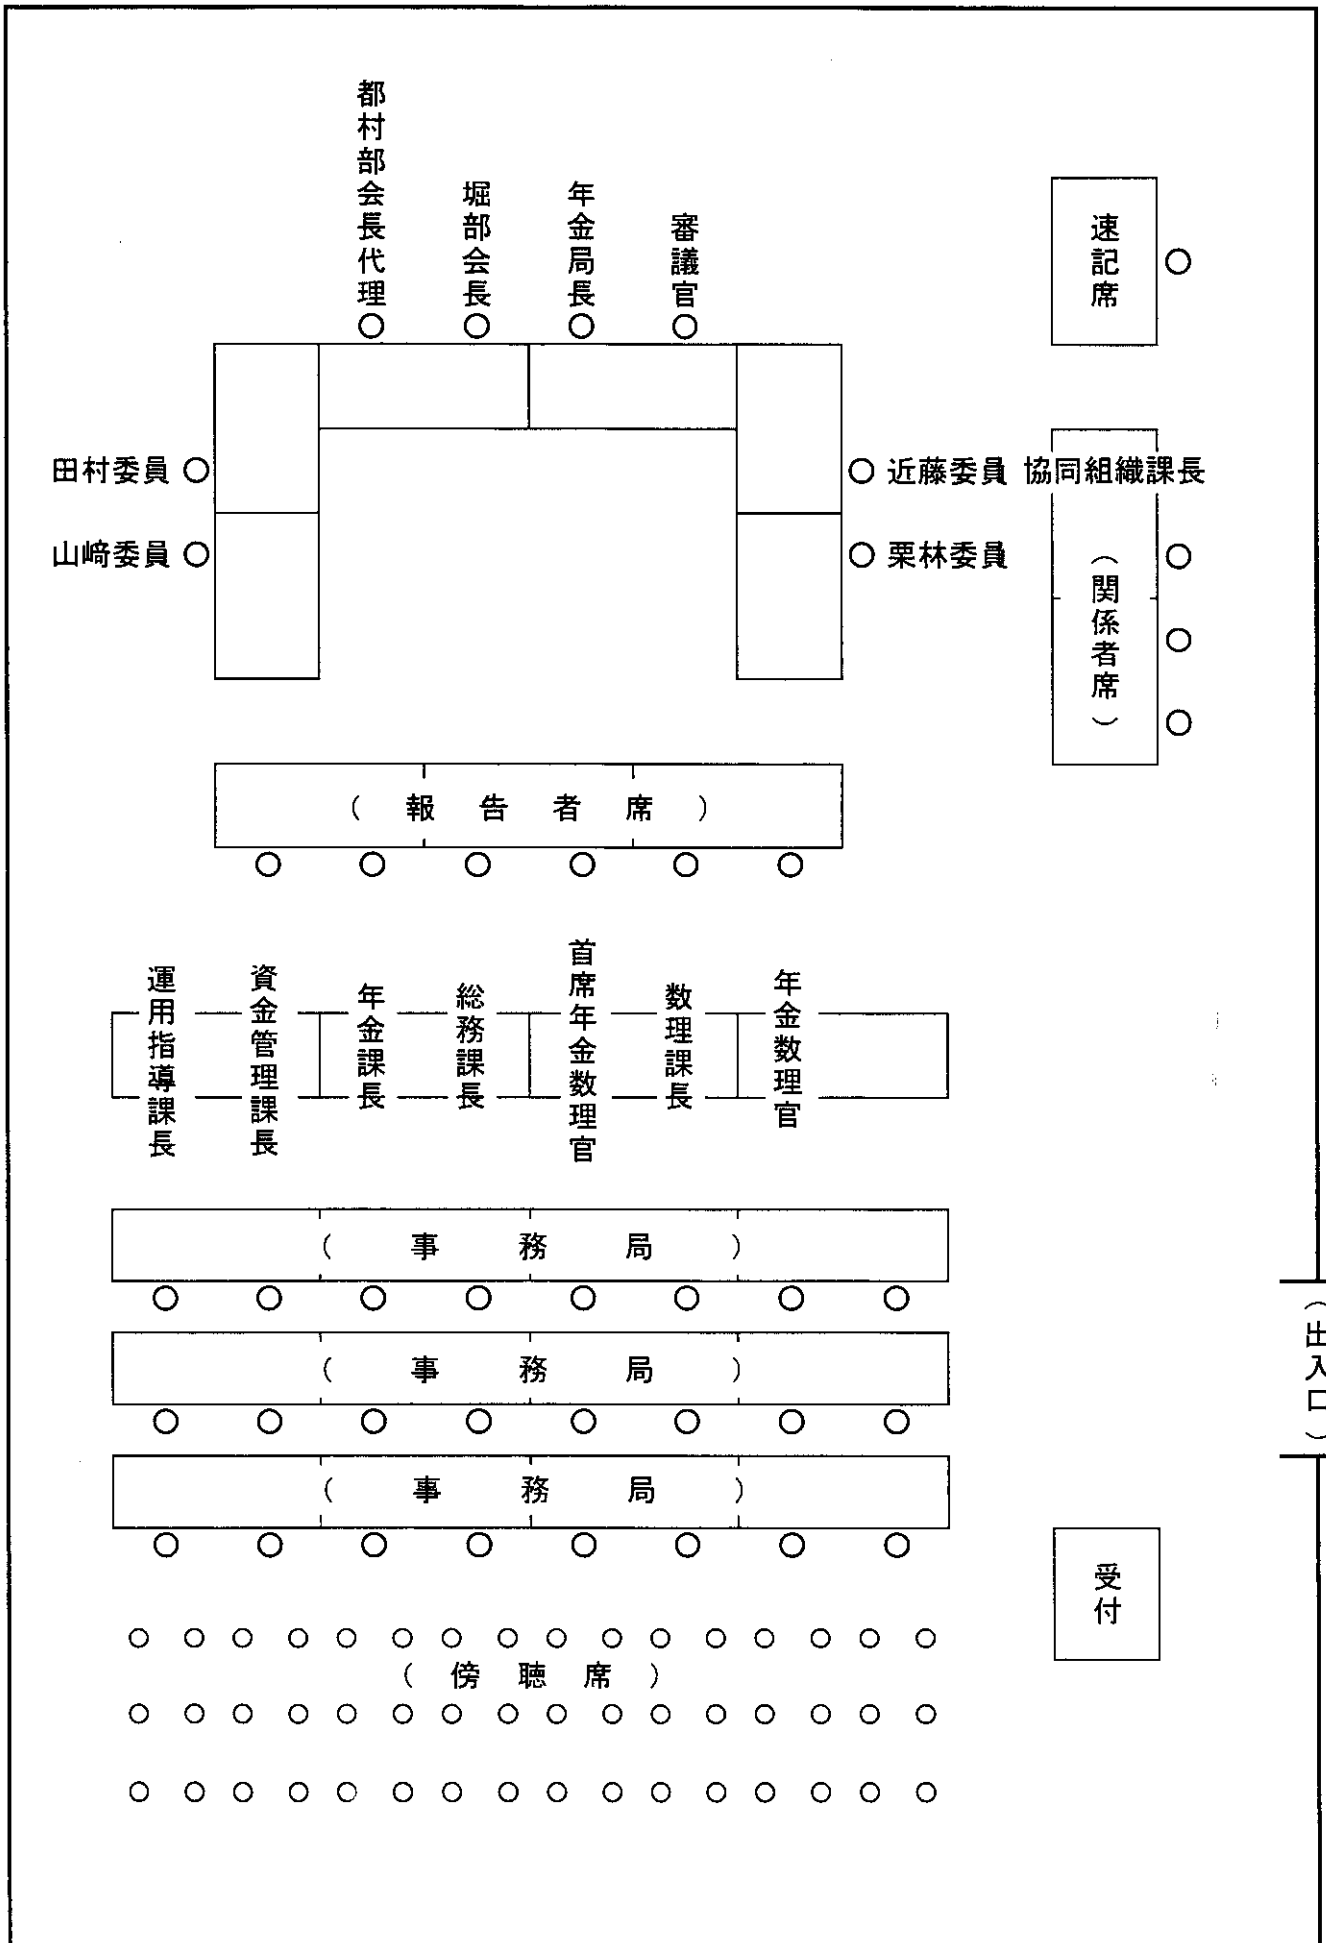 都村部会長代理
堀部会長
年金局長
審議官
速記席
田村委員
近藤委員
協同組織課長
山﨑委員
栗林委員
（関係者席）
（報告者席）
運用指導課長
資金管理課長
年金課長
総務課長
首席年金数理官
数理課長
年金数理官
（事務局）
（事務局）
（事務局）
（出入口）
受付
（傍聴席）